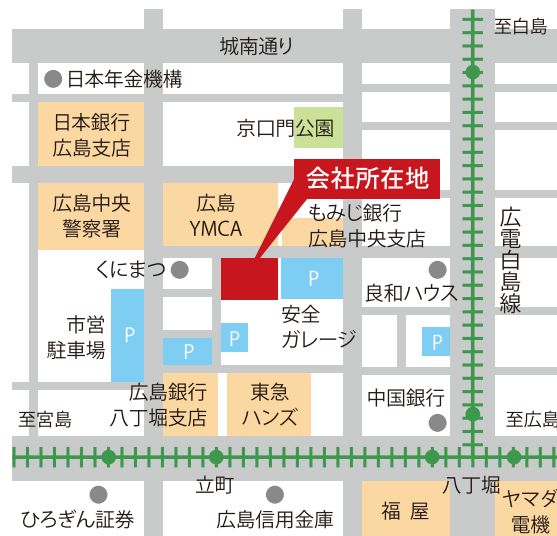 至白島
城南通り
日本年金機構
日本銀行
広島支店
京口門公園
会社所在地
広島中央
警察署
広島
YMCA
もみじ銀行
広島中央支店
広電白島線
くにまつ
P
良和ハウス
市営
駐車場
P
安全
ガレージ
P
P
P
広島銀行
八丁堀支店
東急
ハンズ
中国銀行
至宮島
至広島
立町
八丁堀
ひろぎん証券
広島信用金庫
福屋
ヤマダ
電機